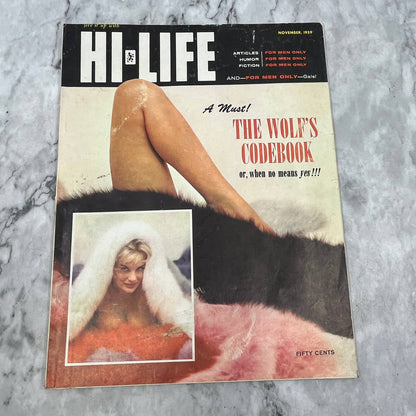 live it up with
HI-LIFE
NOVEMBER, 1959
ARTICLES | FOR MEN ONLY
HUMOR | FOR MEN ONLY
FICTION | FOR MEN ONLY
AND—FOR MEN ONLY—Gals!
A Must!
THE WOLF'S
CODEBOOK
or, when no means yes!!!
FIFTY CENTS